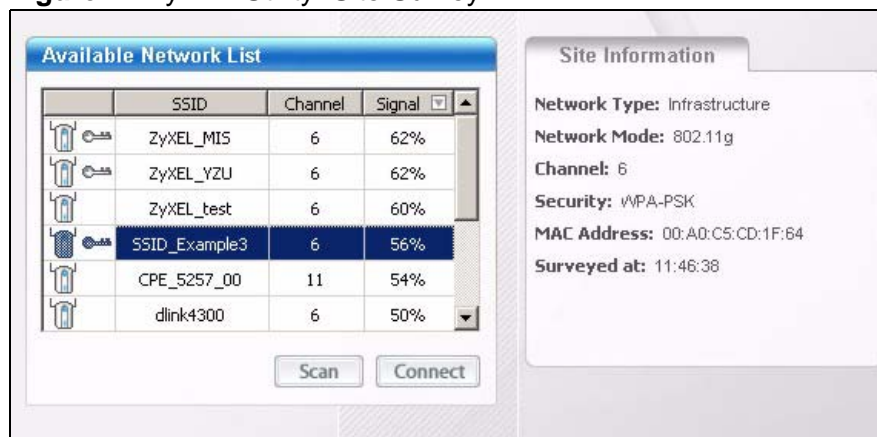 Available Network List
SSID Channel Signal
ZyXEL_MIS 6 62%
ZyXEL_YZU 6 62%
ZyXEL_test 6 60%
SSID_Example3 6 56%
CPE_5257_00 11 54%
dlink4300 6 50%
Scan Connect
Site Information
Network Type: Infrastructure
Network Mode: 802.11g
Channel: 6
Security: WPA-PSK
MAC Address: 00:A0:C5:CD:1F:64
Surveyed at: 11:46:38